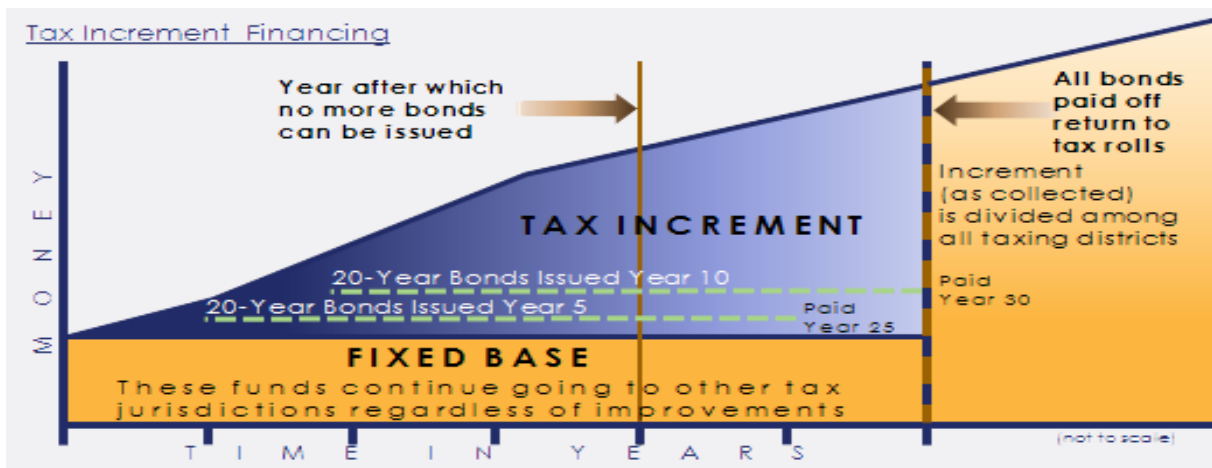 Tax Increment Financing
Year after which
no more bonds
can be issued
All bonds
paid off
return to
tax rolls
Increment
(as collected)
is divided among
all taxing districts
TAX INCREMENT
20-Year Bonds Issued Year 10
20-Year Bonds Issued Year 5
Paid
Year 25
Paid
Year 30
MONEY
FIXED BASE
These funds continue going to other tax
jurisdictions regardless of improvements
TIME IN YEARS
(not to scale)